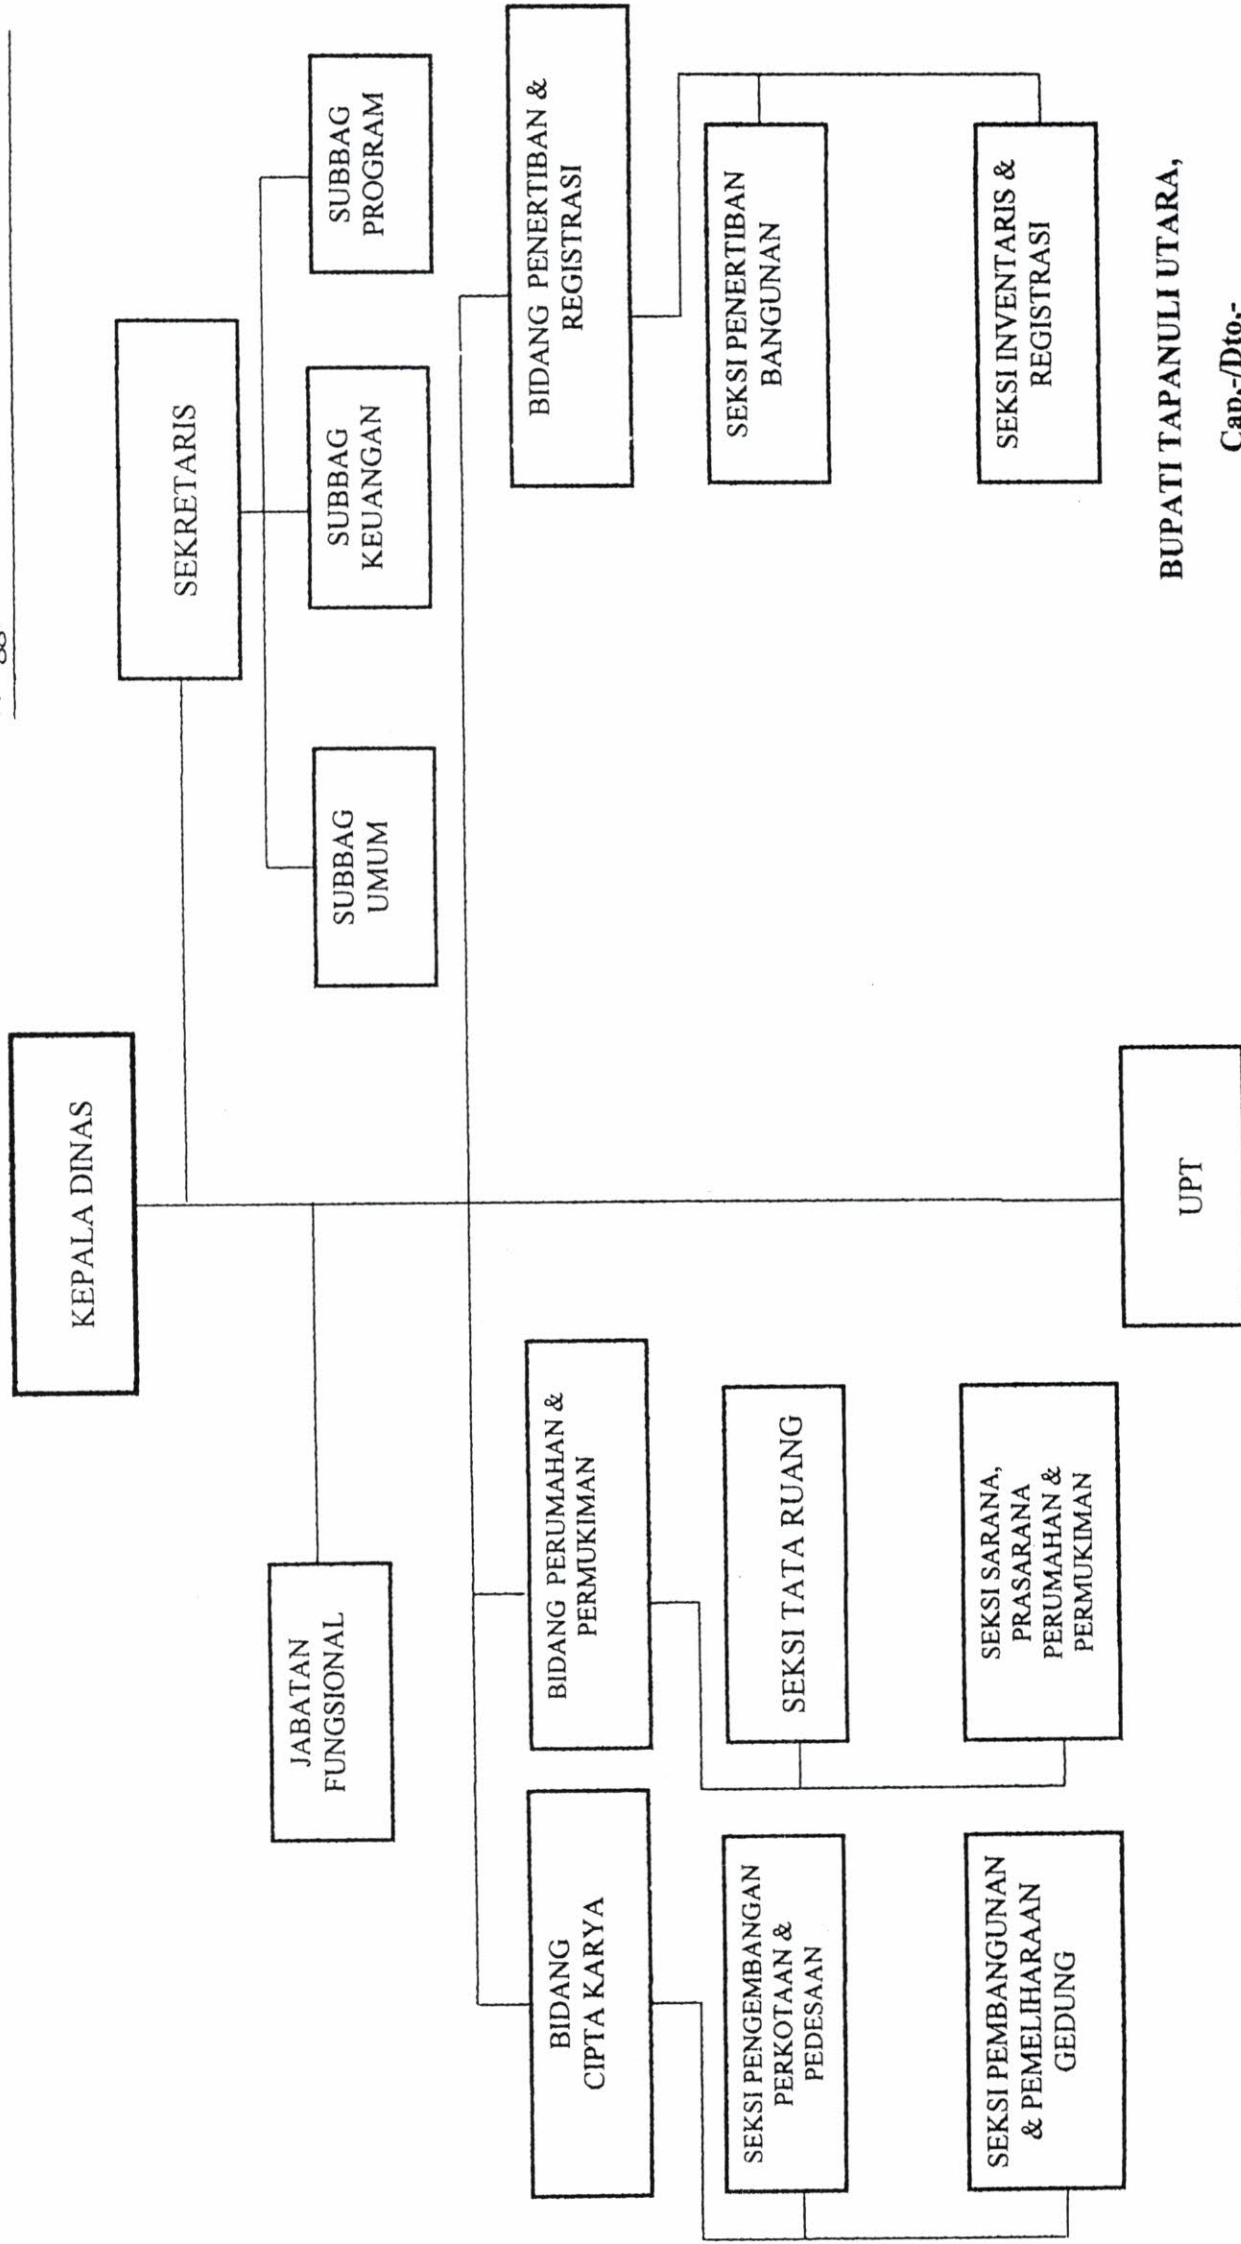 KEPALA DINAS
SEKRETARIS
JABATAN
FUNGSIONAL
SUBBAG
UMUM
SUBBAG
KEUANGAN
SUBBAG
PROGRAM
BIDANG
CIPTA KARYA
BIDANG PERUMAHAN &
PERMUKIMAN
BIDANG PENERTIBAN &
REGISTRASI
SEKSI PENGEMBANGAN
PERKOTAAN &
PEDESAAN
SEKSI TATA RUANG
SEKSI PENERTIBAN
BANGUNAN
SEKSI PEMBANGUNAN
& PEMELIHARAAN
GEDUNG
SEKSI SARANA,
PRASARANA
PERUMAHAN &
PERMUKIMAN
SEKSI INVENTARIS &
REGISTRASI
UPT
BUPATI TAPANULI UTARA,
Cap,-/Dto,-